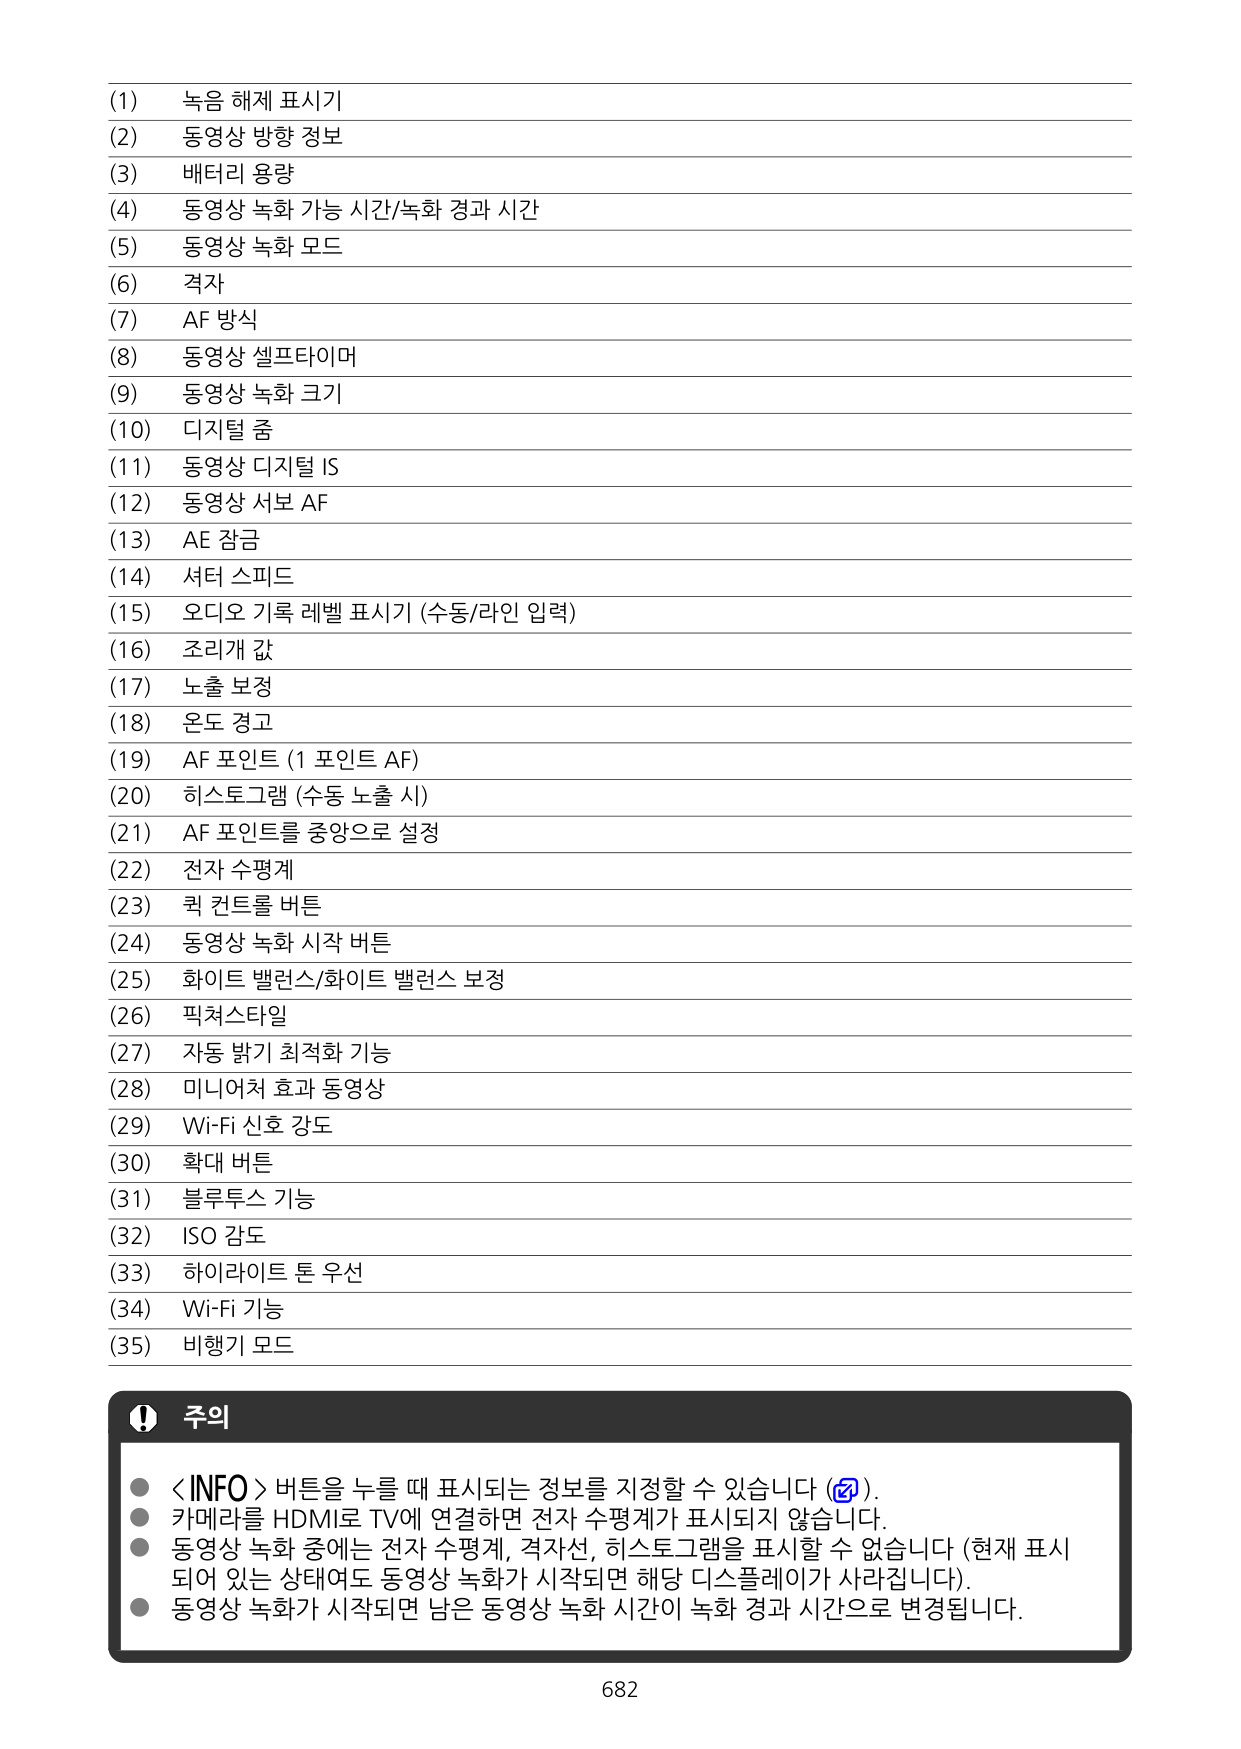 (1) 녹음 해제 표시기
(2) 동영상 방향 정보
(3) 배터리 용량
(4) 동영상 녹화 가능 시간/녹화 경과 시간
(5) 동영상 녹화 모드
(6) 격자
(7) AF 방식
(8) 동영상 셀프타이머
(9) 동영상 녹화 크기
(10) 디지털 줌
(11) 동영상 디지털 IS
(12) 동영상 서보 AF
(13) AE 잠금
(14) 셔터 스피드
(15) 오디오 기록 레벨 표시기 (수동/라인 입력)
(16) 조리개 값
(17) 노출 보정
(18) 온도 경고
(19) AF 포인트 (1 포인트 AF)
(20) 히스토그램 (수동 노출 시)
(21) AF 포인트를 중앙으로 설정
(22) 전자 수평계
(23) 퀵 컨트롤 버튼
(24) 동영상 녹화 시작 버튼
(25) 화이트 밸런스/화이트 밸런스 보정
(26) 픽쳐스타일
(27) 자동 밝기 최적화 기능
(28) 미니어처 효과 동영상
(29) Wi-Fi 신호 강도
(30) 확대 버튼
(31) 블루투스 기능
(32) ISO 감도
(33) 하이라이트 톤 우선
(34) Wi-Fi 기능
(35) 비행기 모드
주의
● <INFO> 버튼을 누를 때 표시되는 정보를 지정할 수 있습니다 ( ).
● 카메라를 HDMI로 TV에 연결하면 전자 수평계가 표시되지 않습니다.
● 동영상 녹화 중에는 전자 수평계, 격자선, 히스토그램을 표시할 수 없습니다 (현재 표시
되어 있는 상태여도 동영상 녹화가 시작되면 해당 디스플레이가 사라집니다).
● 동영상 녹화가 시작되면 남은 동영상 녹화 시간이 녹화 경과 시간으로 변경됩니다.
682